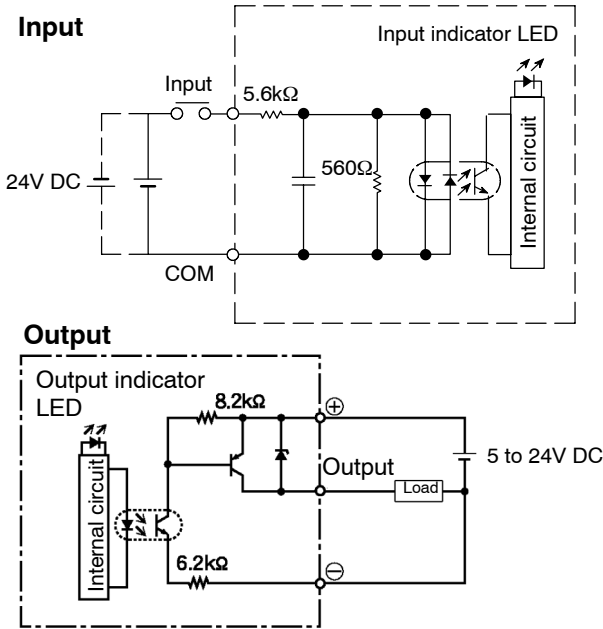 Input
Input indicator LED
Input
5.6kΩ
24V DC
560Ω
Internal circuit
COM
Output
Output indicator
LED
8.2kΩ
⊕
5 to 24V DC
Output
Load
Internal circuit
6.2kΩ
⊖